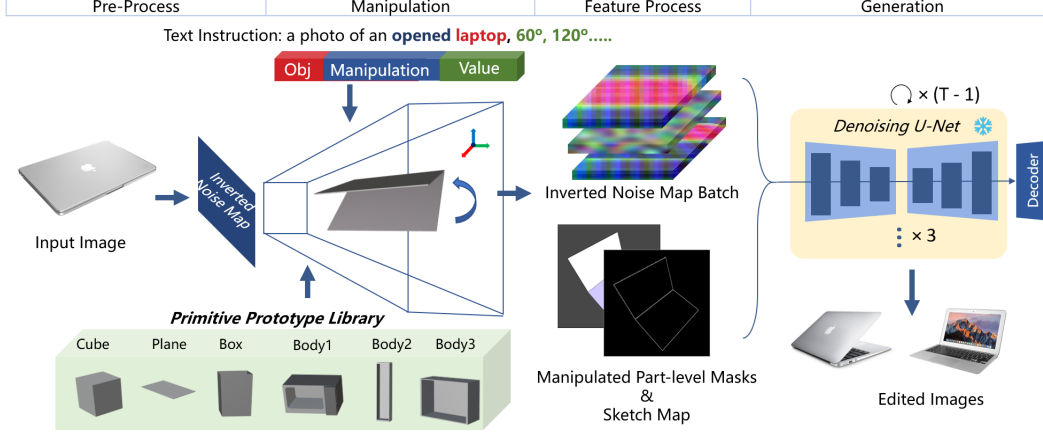 Pre-Process
Manipulation
Feature Process
Generation
Text Instruction: a photo of an opened laptop, 60º, 120º.....
Obj
Manipulation
Value
Input Image
Inverted
Noise Map
Primitive Prototype Library
Cube
Plane
Box
Body1
Body2
Body3
Inverted Noise Map Batch
Manipulated Part-level Masks
&
Sketch Map
× (T - 1)
Denoising U-Net
× 3
Decoder
Edited Images